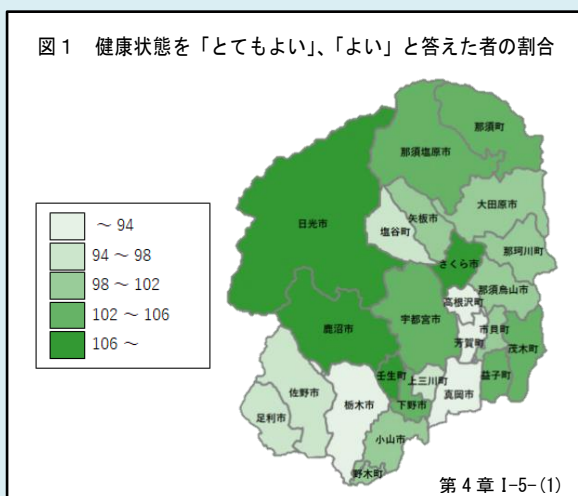 図1 健康状態を「とてもよい」、「よい」と答えた者の割合
～ 94
94 ～ 98
98 ～ 102
102 ～ 106
106 ～
那須町
那須塩原市
大田原市
日光市
矢板市
塩谷町
那珂川町
さくら市
那須烏山市
高根沢町
宇都宮市
鹿沼市
市貝町
芳賀町
茂木町
壬生町
上三川町
益子町
真岡市
佐野市
栃木市
下野市
足利市
小山市
野木町
第4章 I-5-(1)